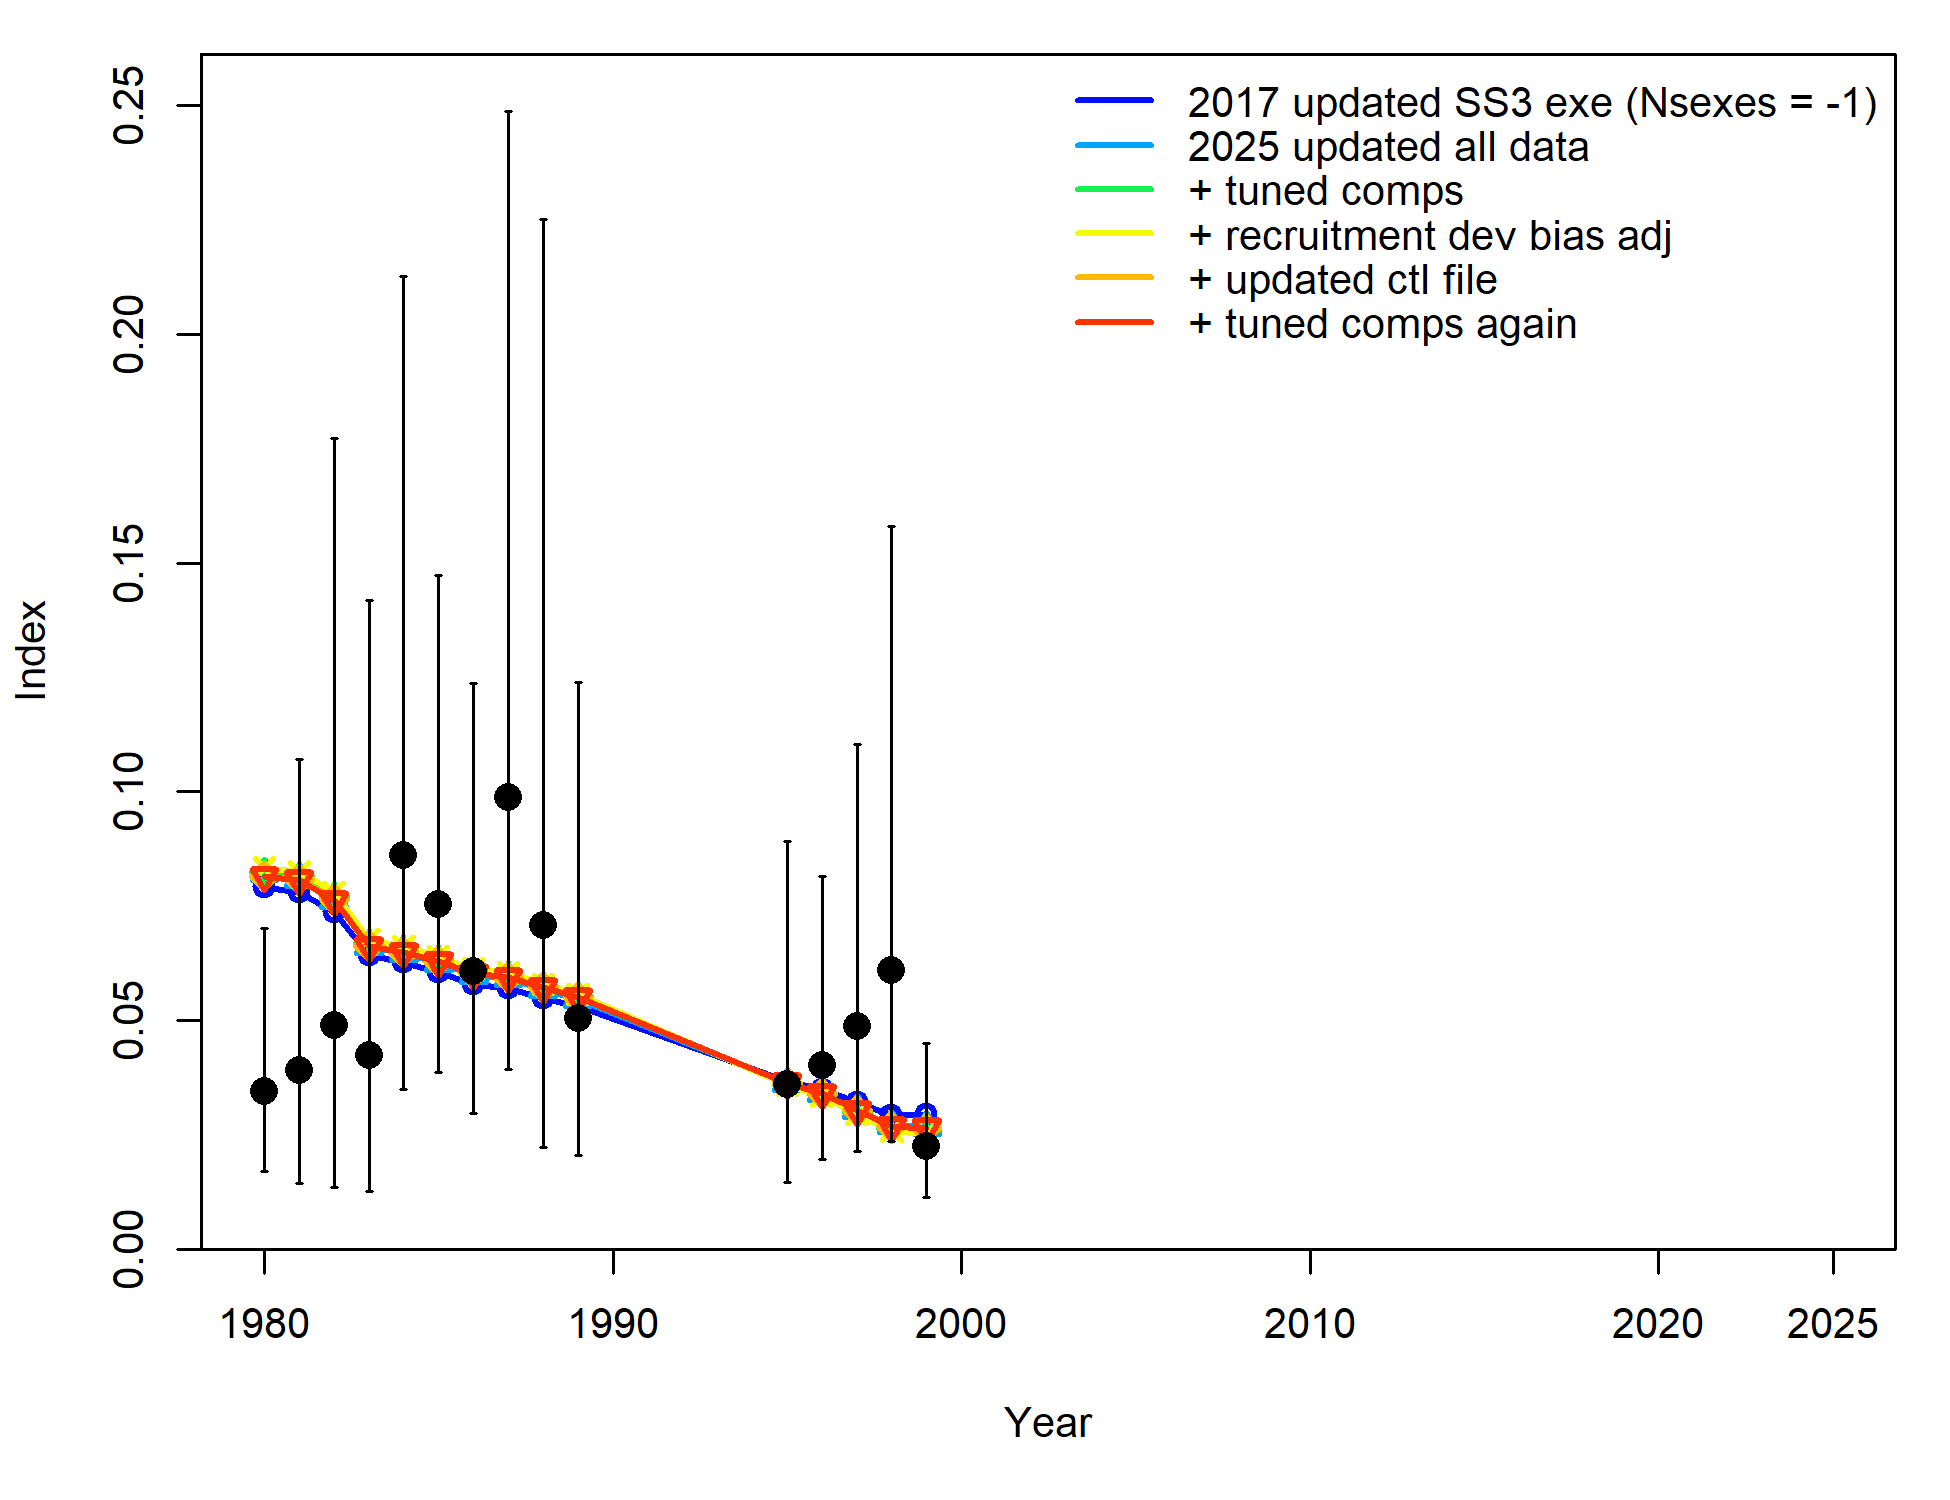 2017 updated SS3 exe (Nsexes = -1)
2025 updated all data
+ tuned comps
+ recruitment dev bias adj
+ updated ctl file
+ tuned comps again
0.25
0.20
0.15
0.10
0.05
0.00
Index
1980 1990 2000 2010 2020 2025
Year